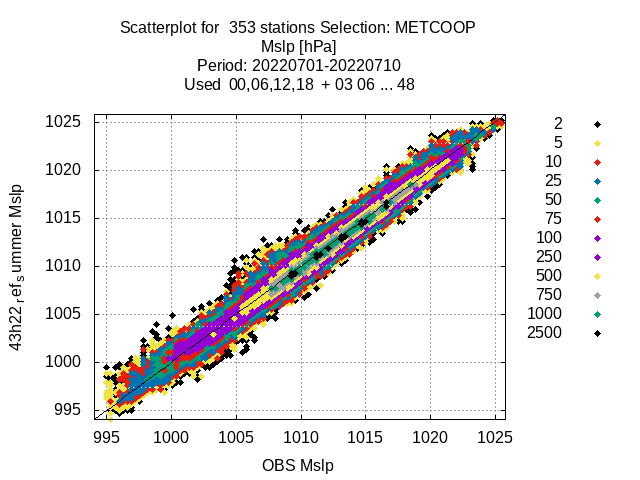 Scatterplot for 353 stations Selection: METCOOP
Mslp [hPa]
Period: 20220701-20220710
Used 00,06,12,18 + 03 06 ... 48
43h22_ref_summer Mslp
1025
1020
1015
1010
1005
1000
995
995 1000 1005 1010 1015 1020 1025
OBS Mslp
2
5
10
25
50
75
100
250
500
750
1000
2500